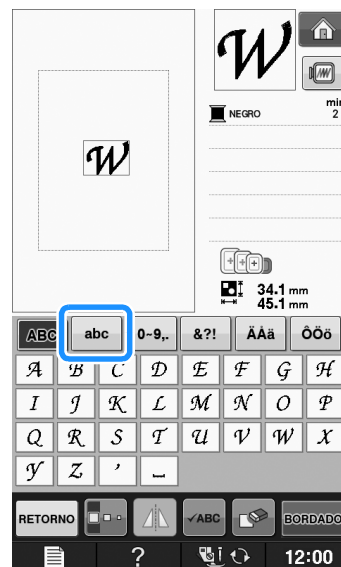 W
NEGRO
min
2
W
34.1 mm
45.1 mm
ABC abc 0~9,. &?! ÄÅä ÔÖö
A B C D E F G H
I J K L M N O P
Q R S T U V W X
Y Z ’ ⎵
RETORNO ✓ABC BORDADO
? 12:00